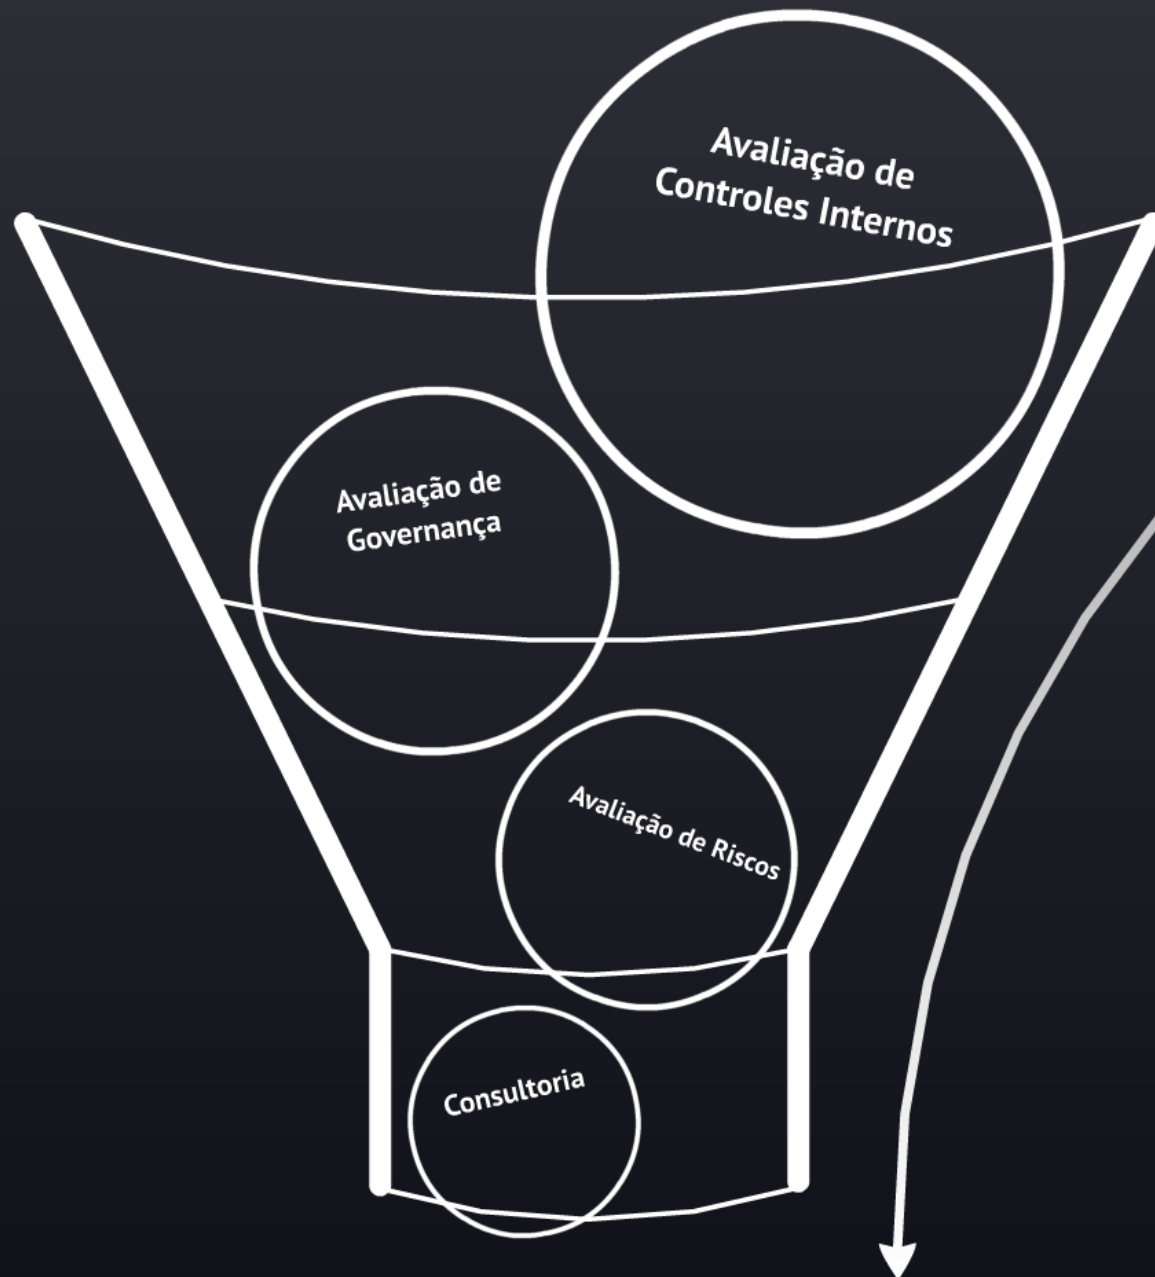 Avaliação de
Controles Internos
Avaliação de
Governança
Avaliação de Riscos
Consultoria